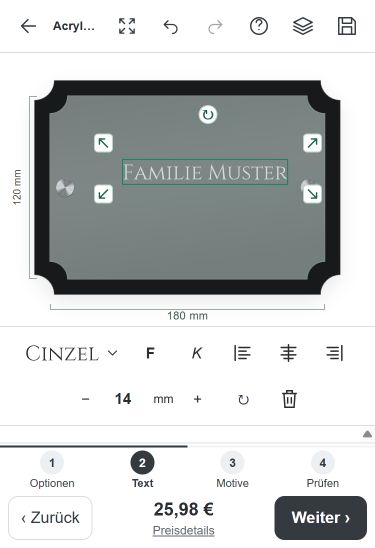 Acryl...
120 mm
FAMILIE MUSTER
180 mm
CINZEL F K
− 14 mm +
1 2 3 4
Optionen Text Motive Prüfen
‹ Zurück 25,98 € Weiter ›
Preisdetails